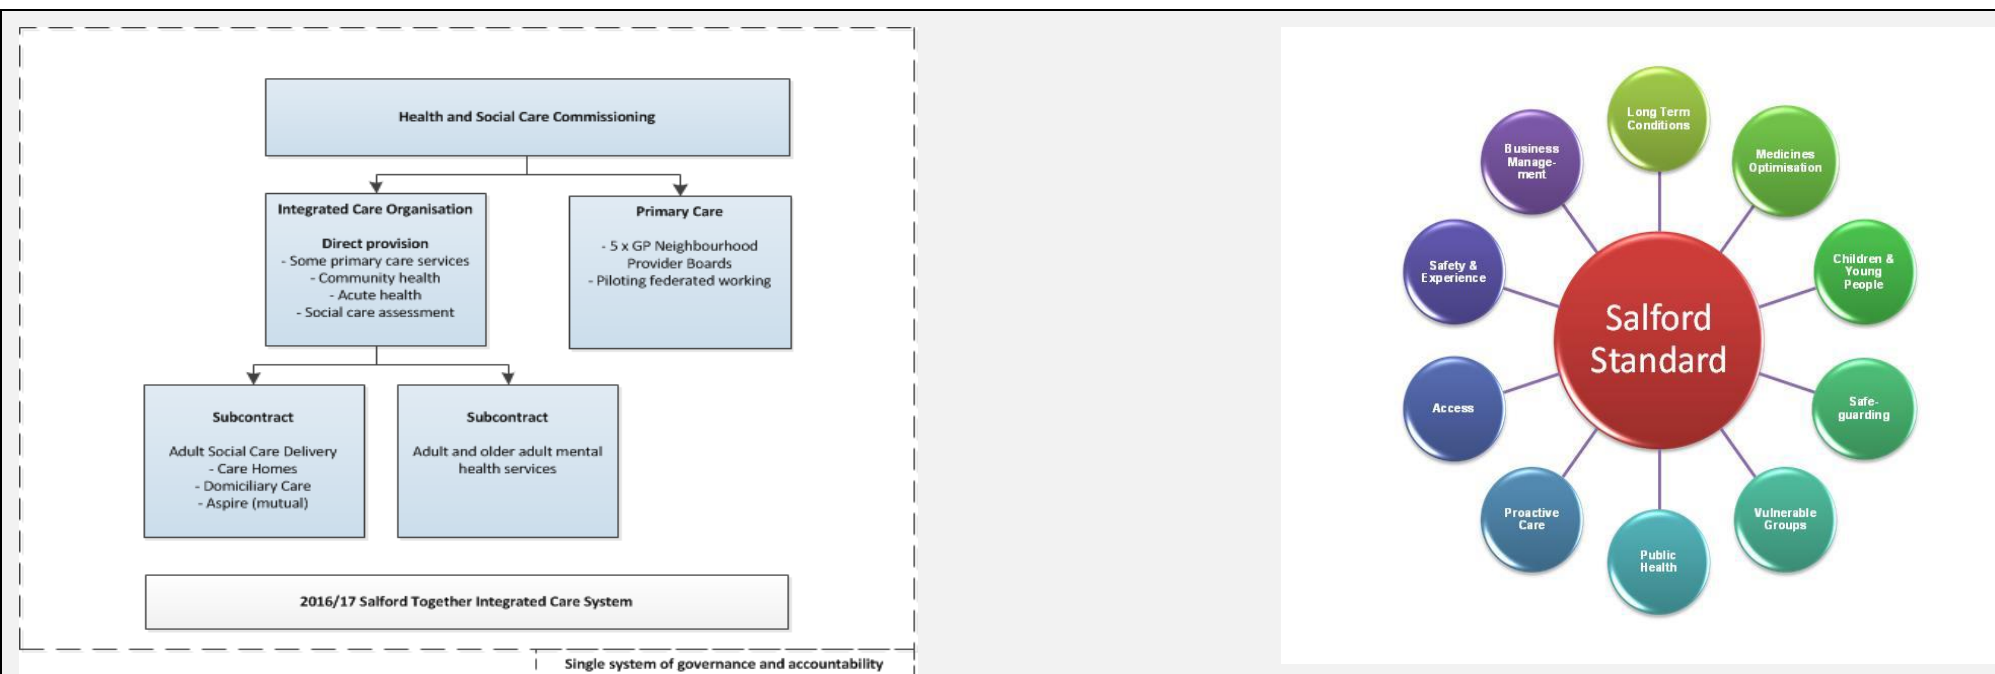 Health and Social Care Commissioning
Integrated Care Organisation
Direct provision
- Some primary care services
- Community health
- Acute health
- Social care assessment
Primary Care
- 5 x GP Neighbourhood
Provider Boards
- Piloting federated working
Subcontract
Adult Social Care Delivery
- Care Homes
- Domiciliary Care
- Aspire (mutual)
Subcontract
Adult and older adult mental
health services
2016/17 Salford Together Integrated Care System
Single system of governance and accountability
Salford
Standard
Long Term
Conditions
Medicines
Optimisation
Children &
Young
People
Safe-
guarding
Vulnerable
Groups
Public
Health
Proactive
Care
Access
Safety &
Experience
Business
Manage-
ment